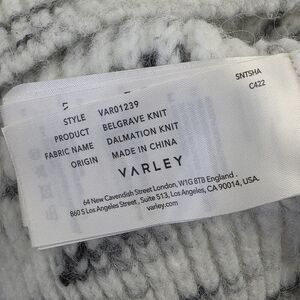 STYLE VAR01239
PRODUCT BELGRAVE KNIT
FABRIC NAME DALMATION KNIT
ORIGIN MADE IN CHINA
SNTSHA
C422
VARLEY
64 New Cavendish Street London, W1G 8TB England.
860 S Los Angeles Street, Suite 513, Los Angeles, CA 90014, USA.
varley.com